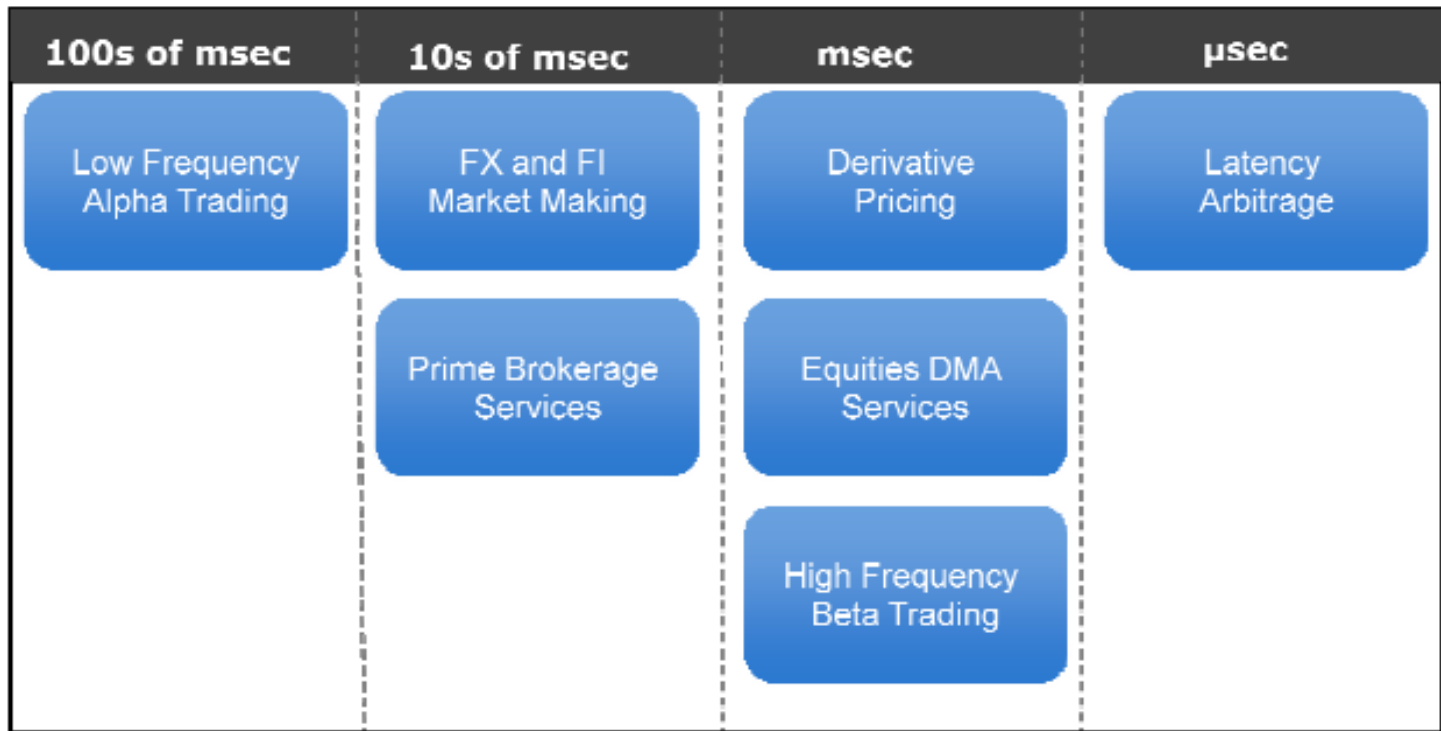 100s of msec
10s of msec
msec
µsec
Low Frequency
Alpha Trading
FX and FI
Market Making
Derivative
Pricing
Latency
Arbitrage
Prime Brokerage
Services
Equities DMA
Services
High Frequency
Beta Trading